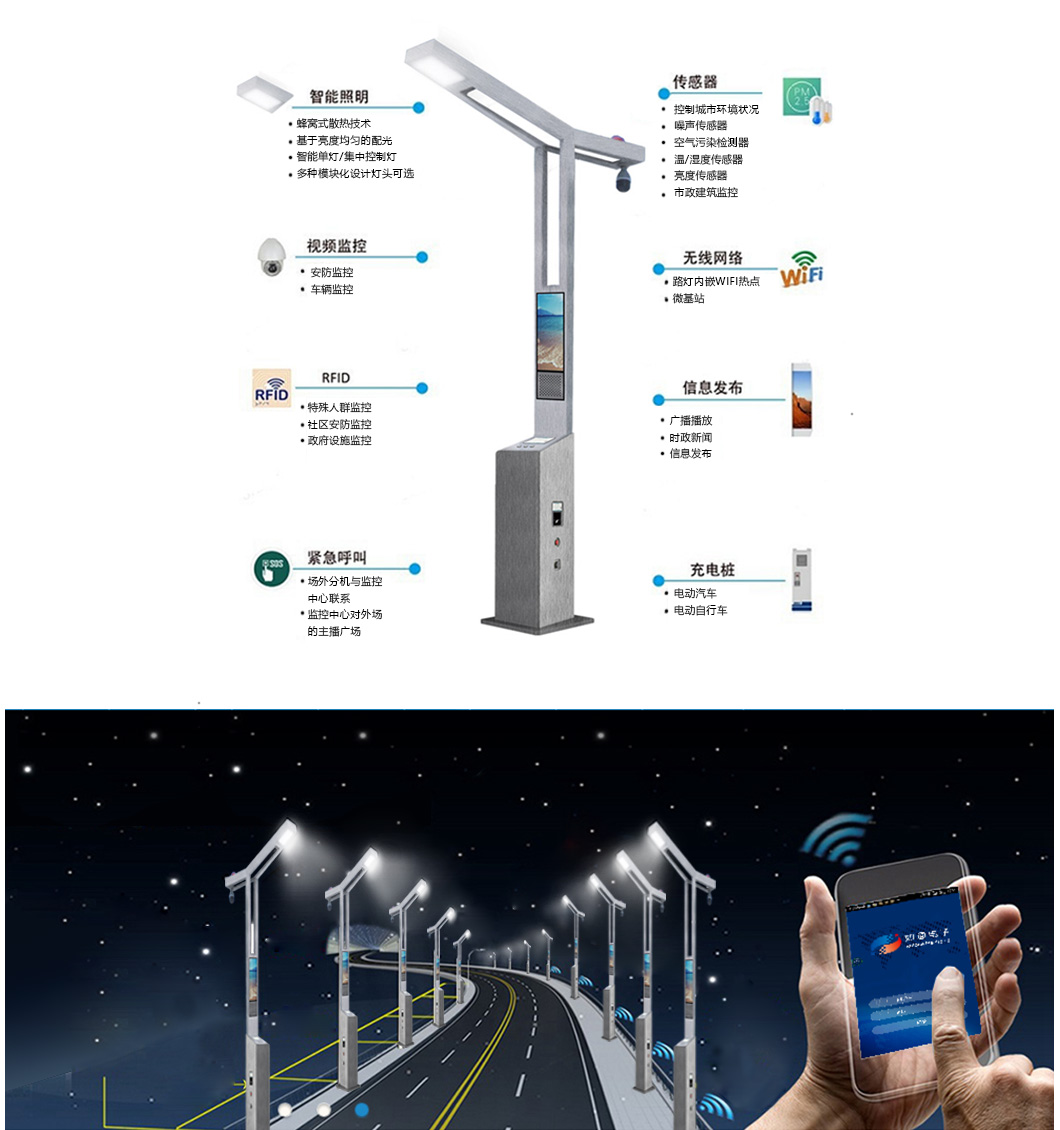 智能照明
蜂窝式散热技术
基于亮度均匀的配光
智能单灯/集中控制灯
多种模块化设计灯头可选
视频监控
安防监控
车辆监控
RFID
RFID
特殊人群监控
社区安防监控
政府设施监控
SOS
紧急呼叫
场外分机与监控
中心联系
监控中心对外场
的主播广场
传感器
PM
2.5
控制城市环境状况
噪声传感器
空气污染检测器
温/湿度传感器
亮度传感器
市政建筑监控
无线网络
WiFi
路灯内嵌WIFI热点
微基站
信息发布
广播播放
时政新闻
信息发布
充电桩
电动汽车
电动自行车